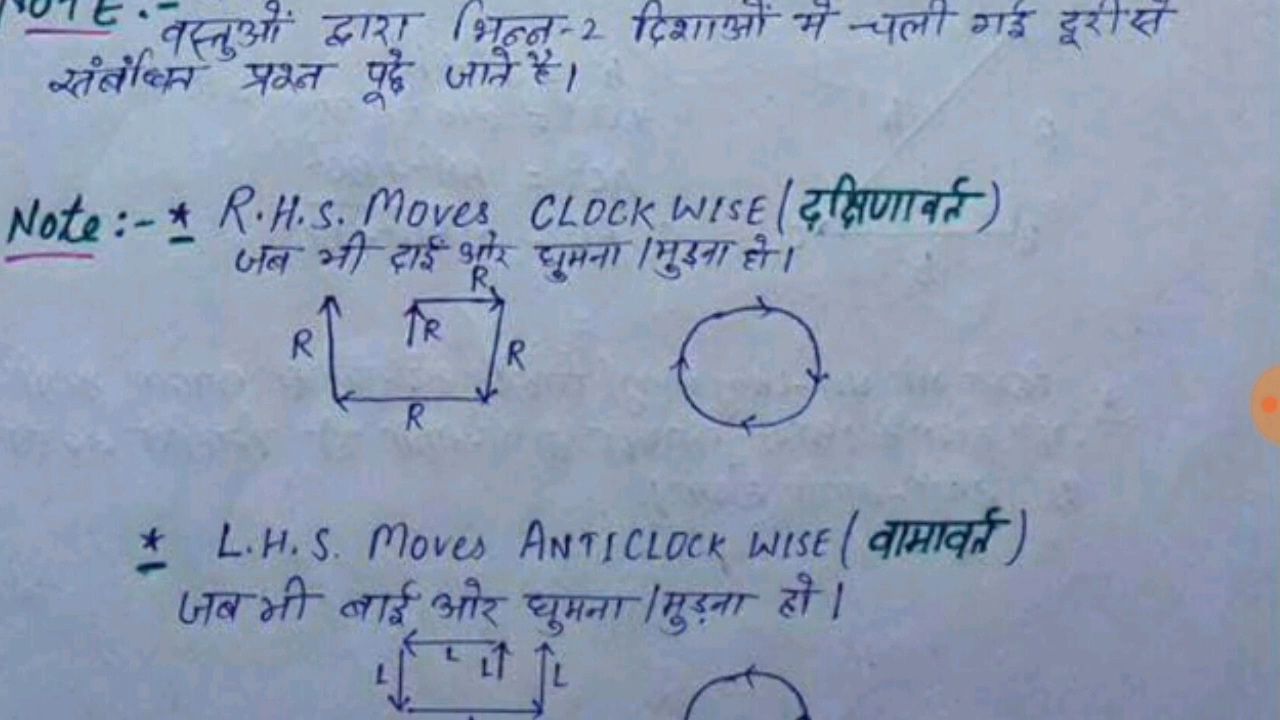 NOTE:-
वस्तुओं द्वारा भिन्न-2 दिशाओं में चली गई दूरी से
संबंधित प्रश्न पूछे जाते है।
Note:- * R.H.S. Moves CLOCK WISE (दक्षिणावर्त)
जब भी दाई ओर घुमना / मुड़ना हो।
R
R R R
R
* L.H.S. Moves ANTICLOCK WISE (वामावर्त)
जब भी बाई ओर घुमना / मुड़ना हो।
L L L L